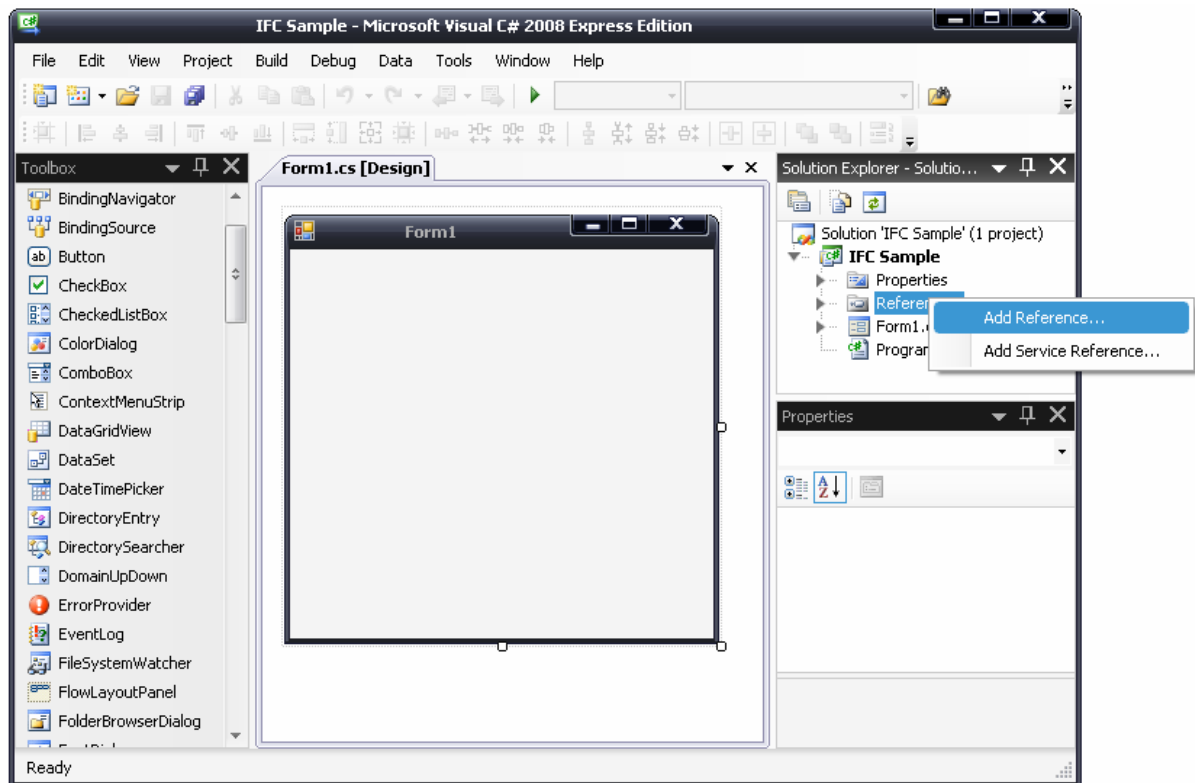 IFC Sample - Microsoft Visual C# 2008 Express Edition
File Edit View Project Build Debug Data Tools Window Help
Toolbox
BindingNavigator
BindingSource
Button
CheckBox
CheckedListBox
ColorDialog
ComboBox
ContextMenuStrip
DataGridView
DataSet
DateTimePicker
DirectoryEntry
DirectorySearcher
DomainUpDown
ErrorProvider
EventLog
FileSystemWatcher
FlowLayoutPanel
FolderBrowserDialog
Form1.cs [Design]
Form1
Solution Explorer - Solutio...
Solution 'IFC Sample' (1 project)
IFC Sample
Properties
Referen
Form1.
Program
Add Reference...
Add Service Reference...
Properties
Ready